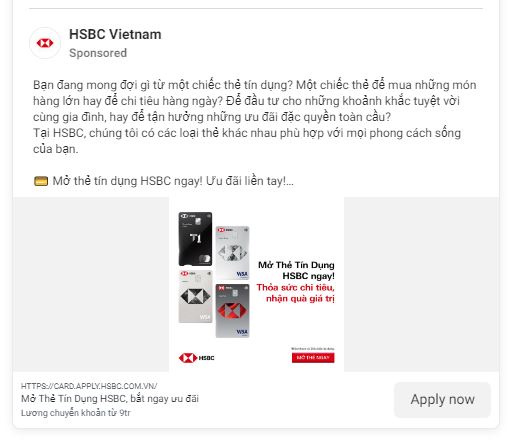 HSBC Vietnam
Sponsored
Bạn đang mong đợi gì từ một chiếc thẻ tín dụng? Một chiếc thẻ để mua những món
hàng lớn hay để chi tiêu hàng ngày? Để đầu tư cho những khoảnh khắc tuyệt vời
cùng gia đình, hay để tận hưởng những ưu đãi đặc quyền toàn cầu?
Tại HSBC, chúng tôi có các loại thẻ khác nhau phù hợp với mọi phong cách sống
của bạn.
💳 Mở thẻ tín dụng HSBC ngay! Ưu đãi liền tay!...
T1
VISA
Mở Thẻ Tín Dụng
HSBC ngay!
Thỏa sức chi tiêu,
nhận quà giá trị
VISA
VISA
HSBC
MỞ THẺ NGAY
HTTPS://CARD.APPLY.HSBC.COM.VN/
Mở Thẻ Tín Dụng HSBC, bắt ngay ưu đãi
Lương chuyển khoản từ 9tr
Apply now